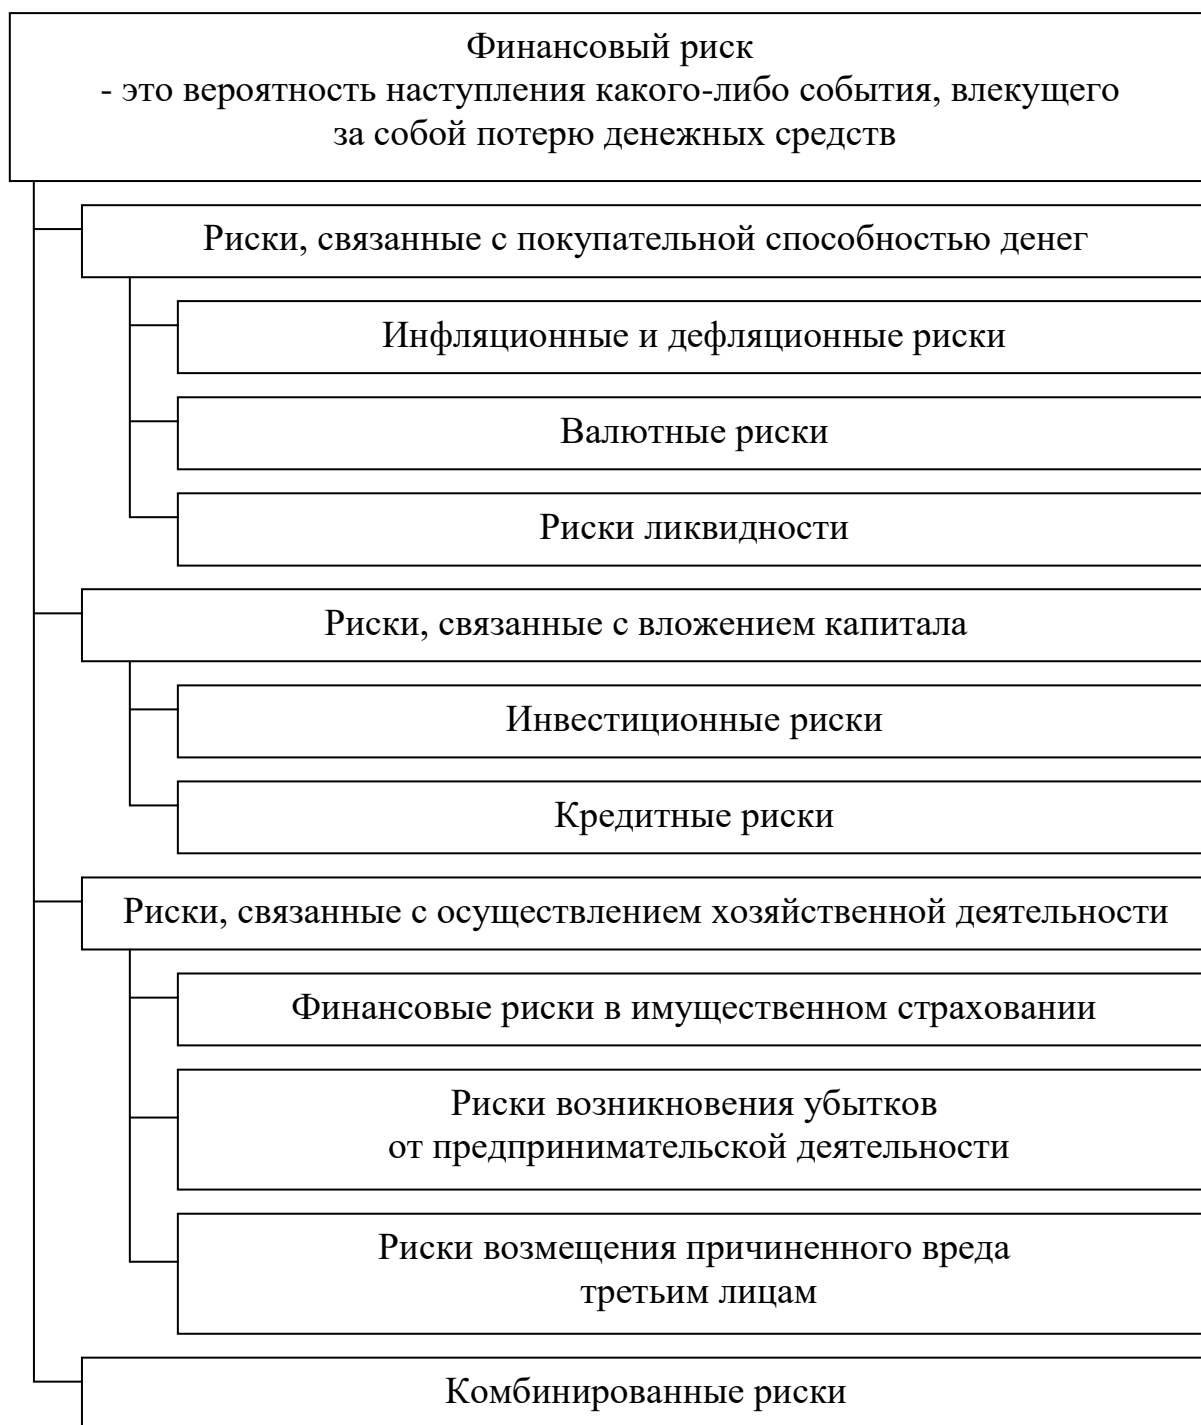 Финансовый риск
- это вероятность наступления какого-либо события, влекущего
за собой потерю денежных средств
Риски, связанные с покупательной способностью денег
Инфляционные и дефляционные риски
Валютные риски
Риски ликвидности
Риски, связанные с вложением капитала
Инвестиционные риски
Кредитные риски
Риски, связанные с осуществлением хозяйственной деятельности
Финансовые риски в имущественном страховании
Риски возникновения убытков
от предпринимательской деятельности
Риски возмещения причиненного вреда
третьим лицам
Комбинированные риски